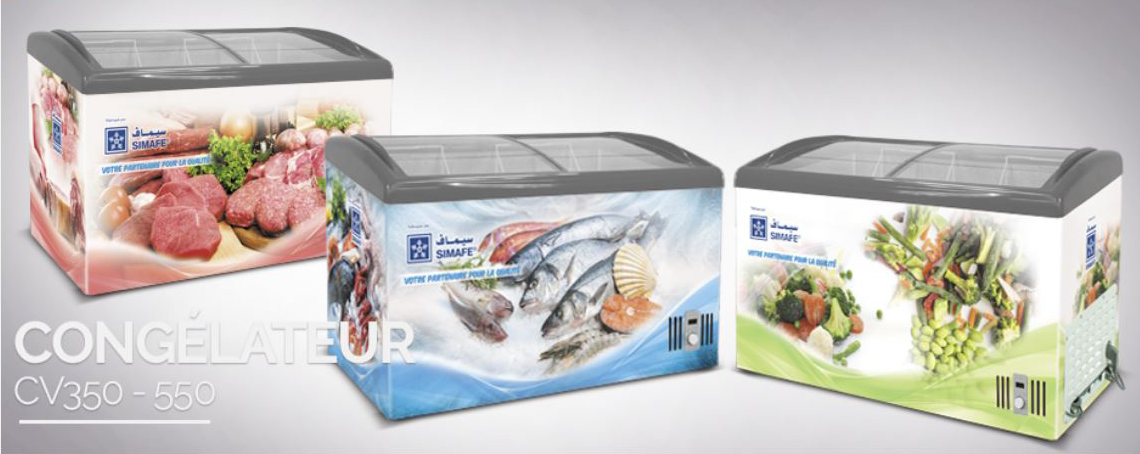 سيماف
SIMAFE
VOTRE PARTENAIRE POUR LA QUALITÉ
سيماف
SIMAFE
VOTRE PARTENAIRE POUR LA QUALITÉ
سيماف
SIMAFE
VOTRE PARTENAIRE POUR LA QUALITÉ
CONGÉLATEUR
CV350 - 550